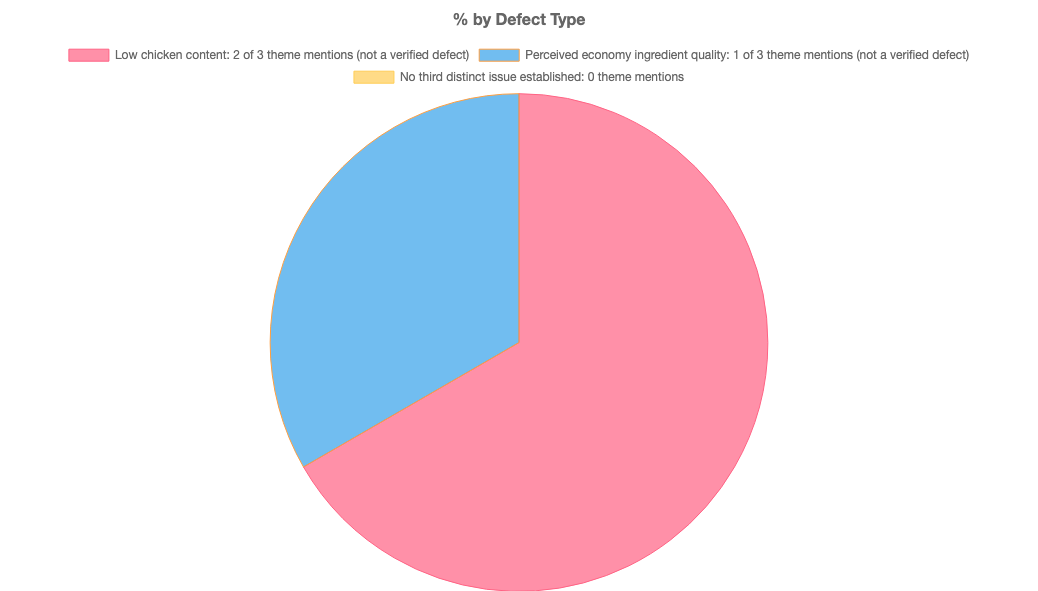 % by Defect Type
Low chicken content: 2 of 3 theme mentions (not a verified defect) Perceived economy ingredient quality: 1 of 3 theme mentions (not a verified defect)
No third distinct issue established: 0 theme mentions